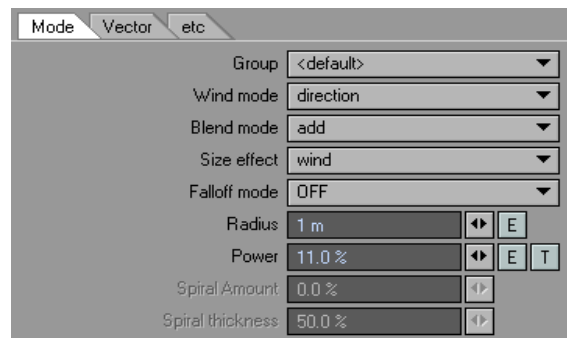 Mode Vector etc
Group <default>
Wind mode direction
Blend mode add
Size effect wind
Falloff mode OFF
Radius 1 m E
Power 11.0 % E T
Spiral Amount 0.0 %
Spiral thickness 50.0 %